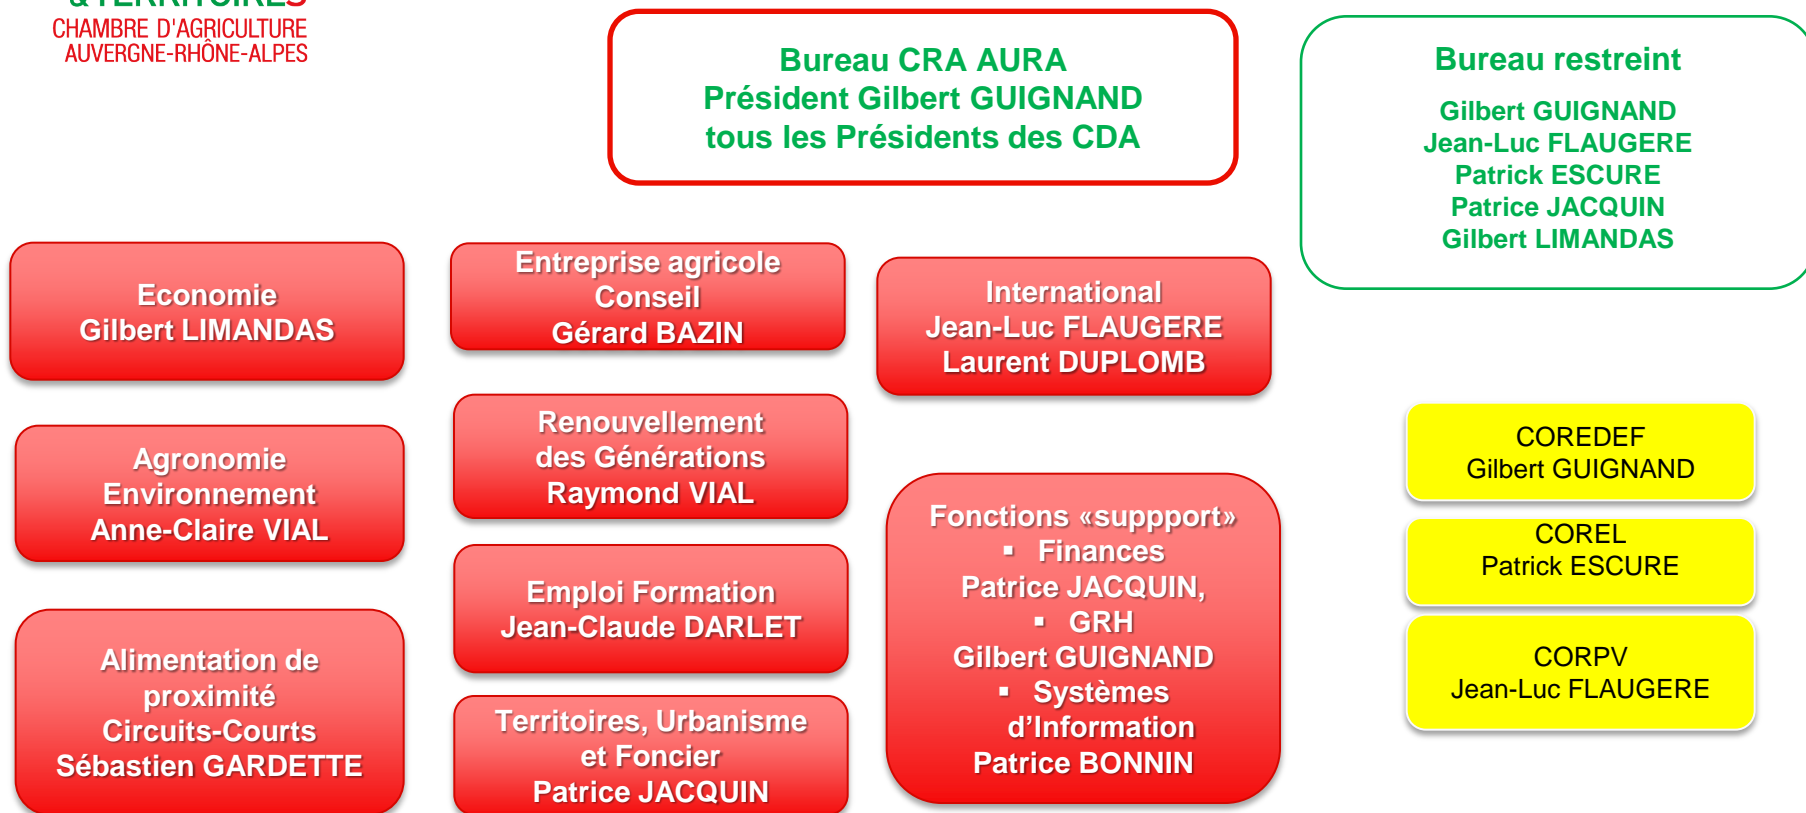 &TERRITOIRES
CHAMBRE D'AGRICULTURE
AUVERGNE-RHÔNE-ALPES
Bureau CRA AURA
Président Gilbert GUIGNAND
tous les Présidents des CDA
Bureau restreint
Gilbert GUIGNAND
Jean-Luc FLAUGERE
Patrick ESCURE
Patrice JACQUIN
Gilbert LIMANDAS
Economie
Gilbert LIMANDAS
Entreprise agricole
Conseil
Gérard BAZIN
International
Jean-Luc FLAUGERE
Laurent DUPLOMB
Agronomie
Environnement
Anne-Claire VIAL
Renouvellement
des Générations
Raymond VIAL
Emploi Formation
Jean-Claude DARLET
Alimentation de
proximité
Circuits-Courts
Sébastien GARDETTE
Territoires, Urbanisme
et Foncier
Patrice JACQUIN
Fonctions «suppport»
▪ Finances
Patrice JACQUIN,
▪ GRH
Gilbert GUIGNAND
▪ Systèmes
d'Information
Patrice BONNIN
COREDEF
Gilbert GUIGNAND
COREL
Patrick ESCURE
CORPV
Jean-Luc FLAUGERE